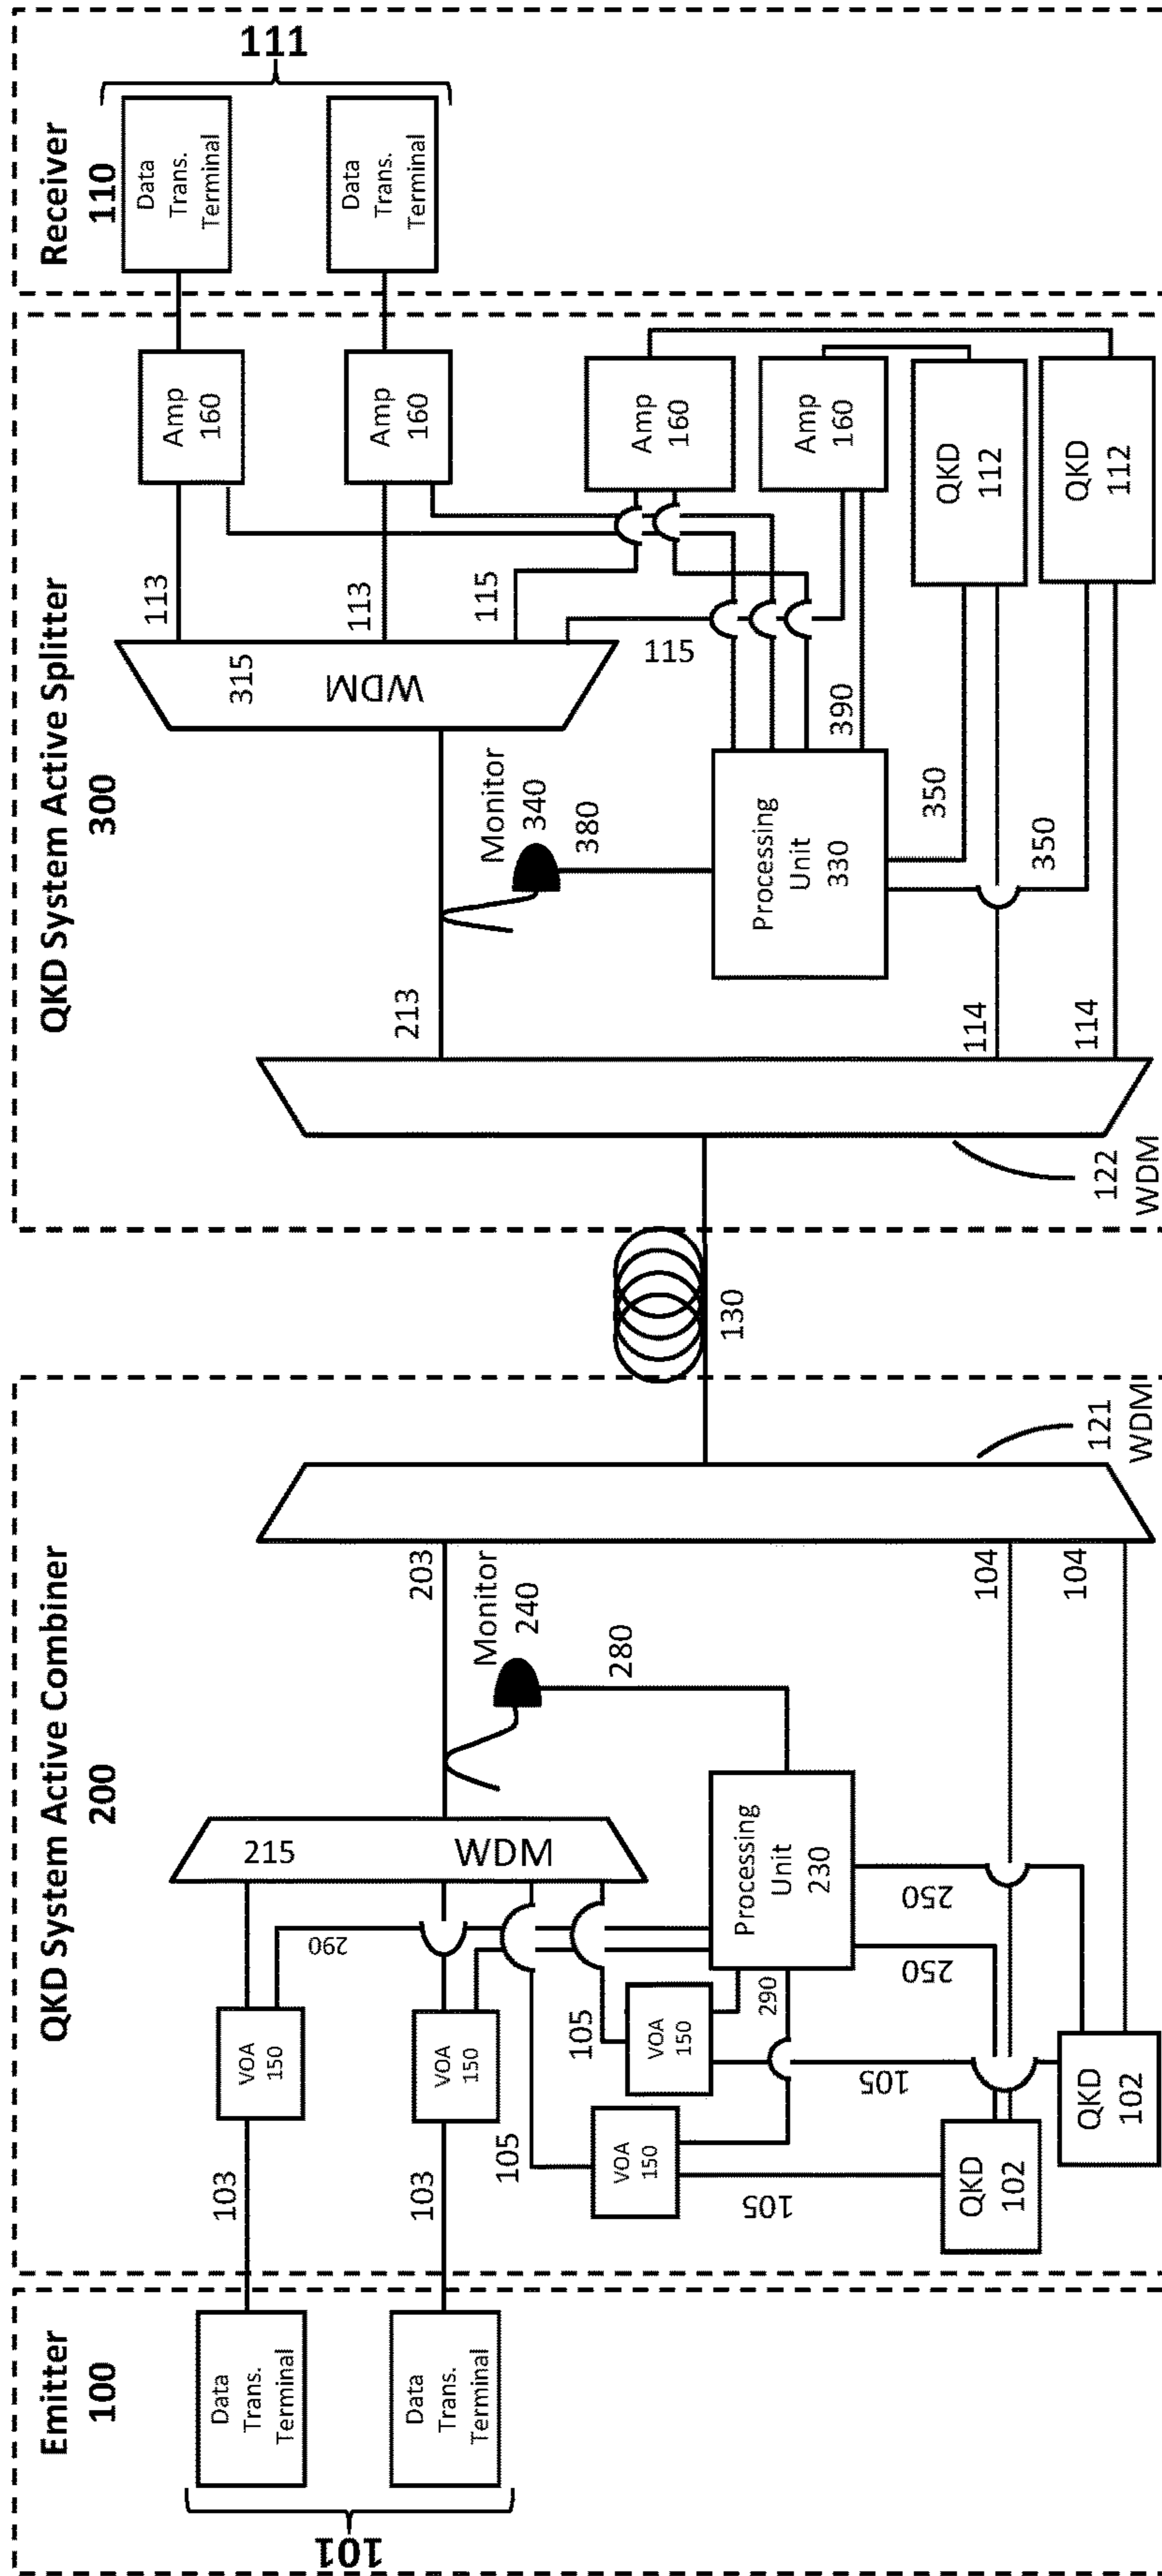 Emitter
100
Data
Trans.
Terminal
Data
Trans.
Terminal
101
QKD System Active Combiner
200
103
103
VOA
150
VOA
150
290
105
105
VOA
150
VOA
150
290
105
105
215
WDM
203
Monitor
240
280
Processing
Unit
230
250
250
QKD
102
QKD
102
104
104
121
WDM
130
QKD System Active Splitter
300
122
WDM
213
114
114
Monitor
340
380
Processing
Unit
330
350
350
390
315
WDM
113
113
115
115
Amp
160
Amp
160
Amp
160
Amp
160
QKD
112
QKD
112
Receiver
110
Data
Trans.
Terminal
Data
Trans.
Terminal
111